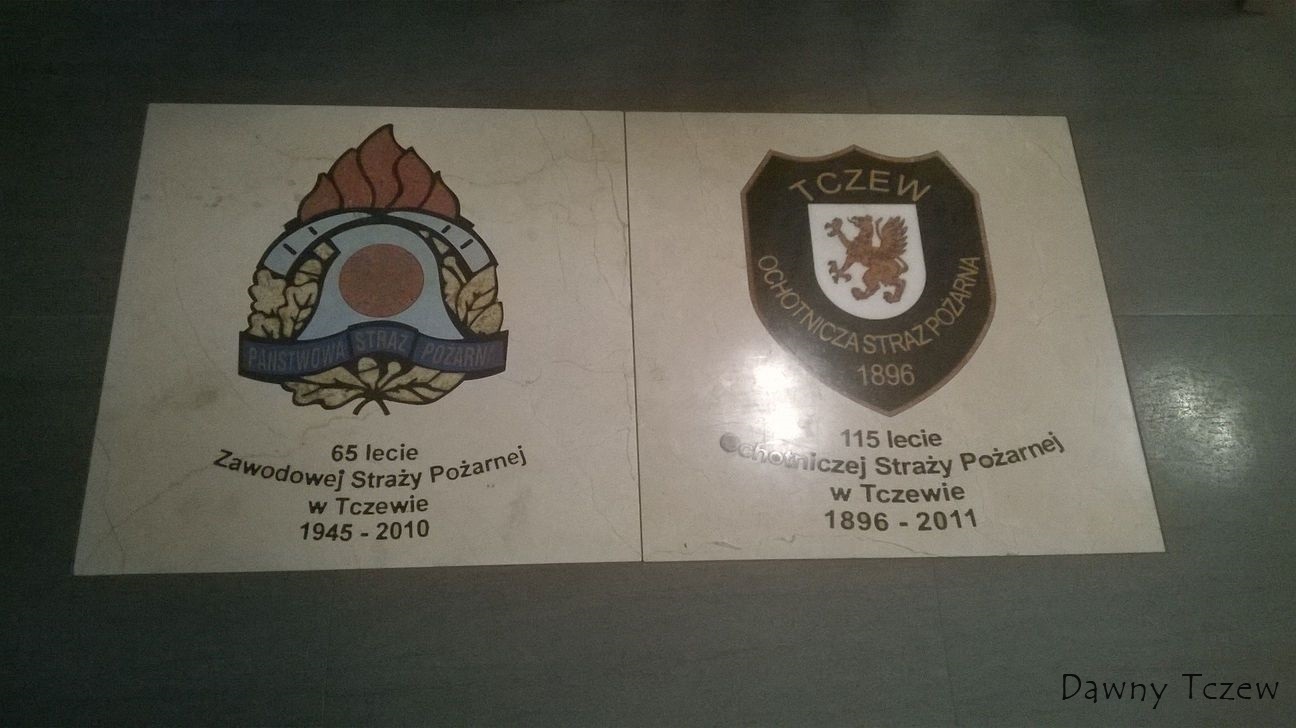 PAŃSTWOWA STRAŻ POŻARNA
65 lecie
Zawodowej Straży Pożarnej
w Tczewie
1945 - 2010
TCZEW
OCHOTNICZA STRAŻ POŻARNA
1896
115 lecie
Ochotniczej Straży Pożarnej
w Tczewie
1896 - 2011
Dawny Tczew